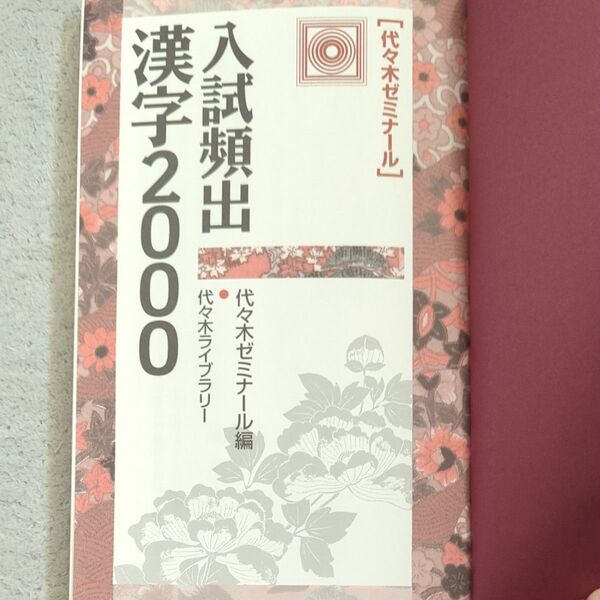 ［代々木ゼミナール］
入試頻出
漢字2000
代々木ゼミナール編
●代々木ライブラリー